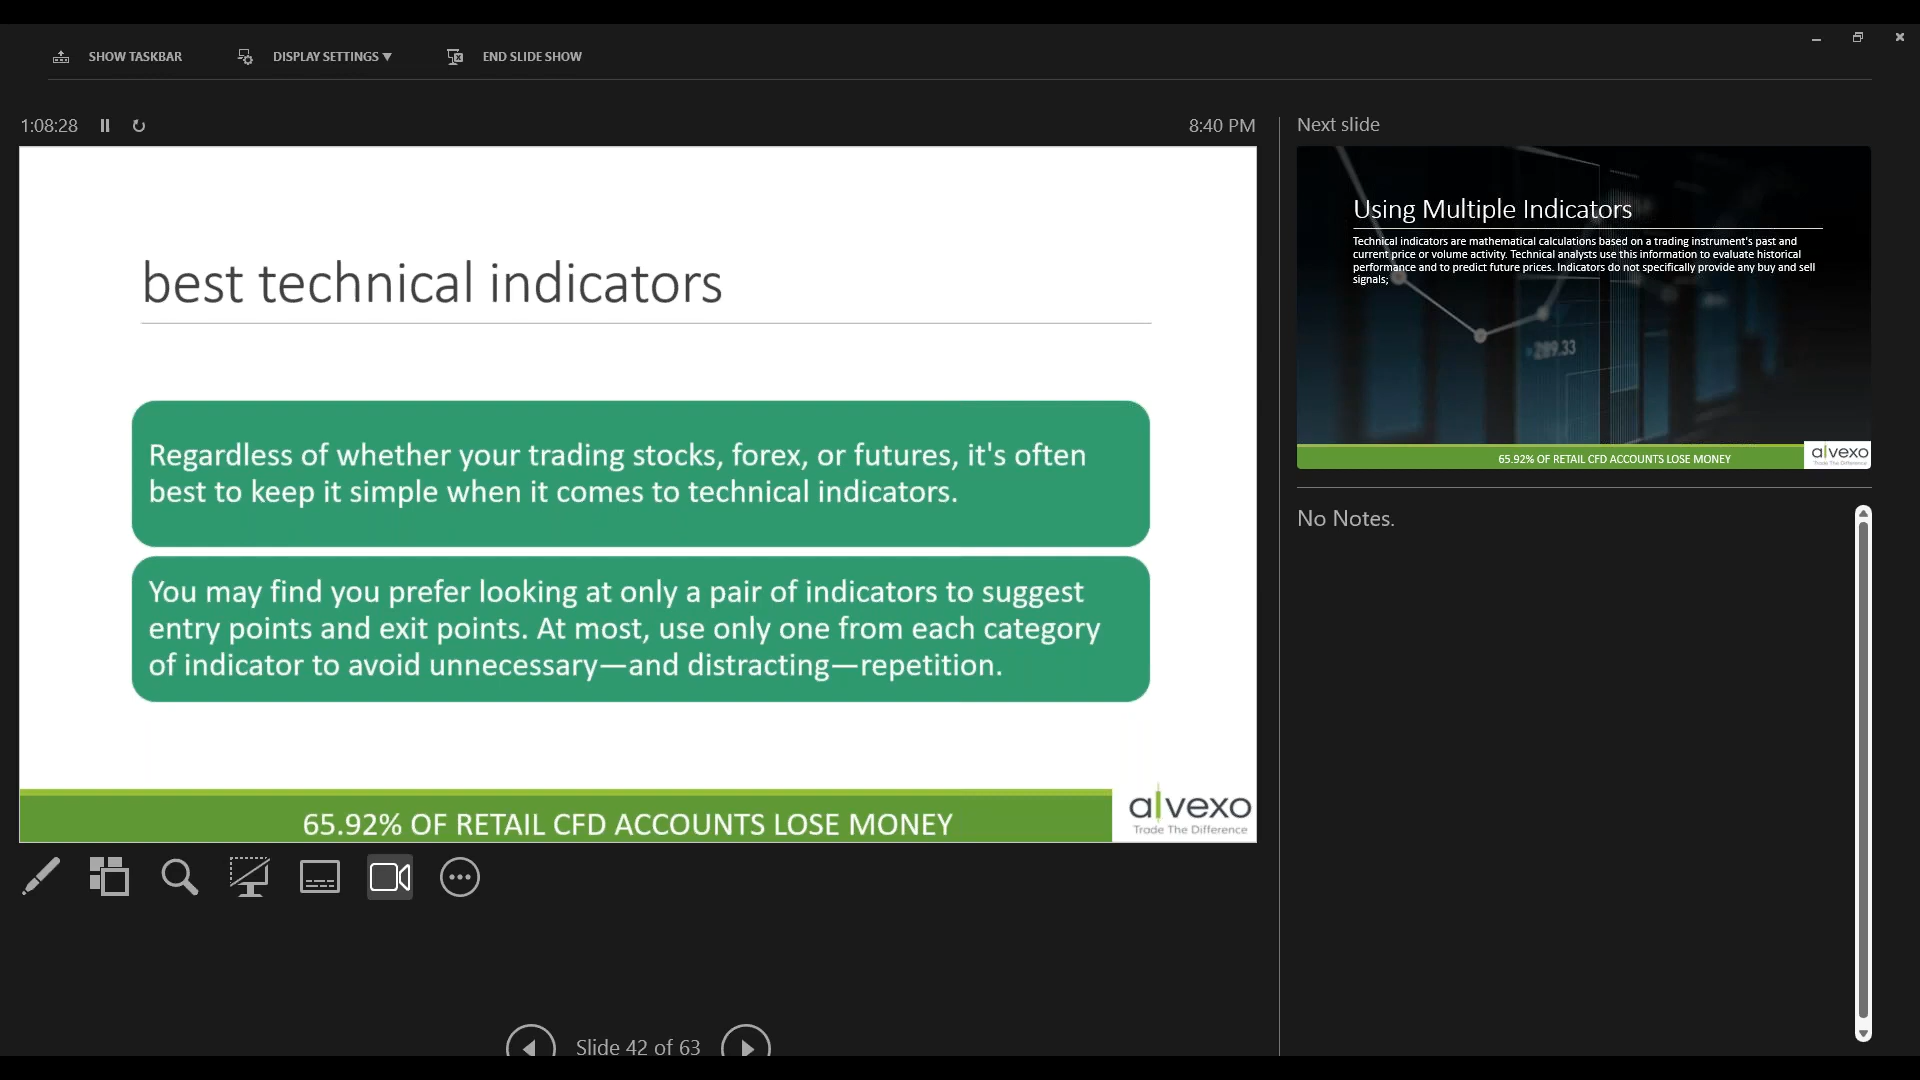 SHOW TASKBAR
DISPLAY SETTINGS ▼
END SLIDE SHOW
1:08:28
8:40 PM
best technical indicators
Regardless of whether your trading stocks, forex, or futures, it's often
best to keep it simple when it comes to technical indicators.
You may find you prefer looking at only a pair of indicators to suggest
entry points and exit points. At most, use only one from each category
of indicator to avoid unnecessary—and distracting—repetition.
65.92% OF RETAIL CFD ACCOUNTS LOSE MONEY
alvexo
Trade The Difference
Slide 42 of 63
Next slide
Using Multiple Indicators
Technical indicators are mathematical calculations based on a trading instrument's past and
current price or volume activity. Technical analysts use this information to evaluate historical
performance and to predict future prices. Indicators do not specifically provide any buy and sell
signals;
289.33
65.92% OF RETAIL CFD ACCOUNTS LOSE MONEY
alvexo
Trade The Difference
No Notes.